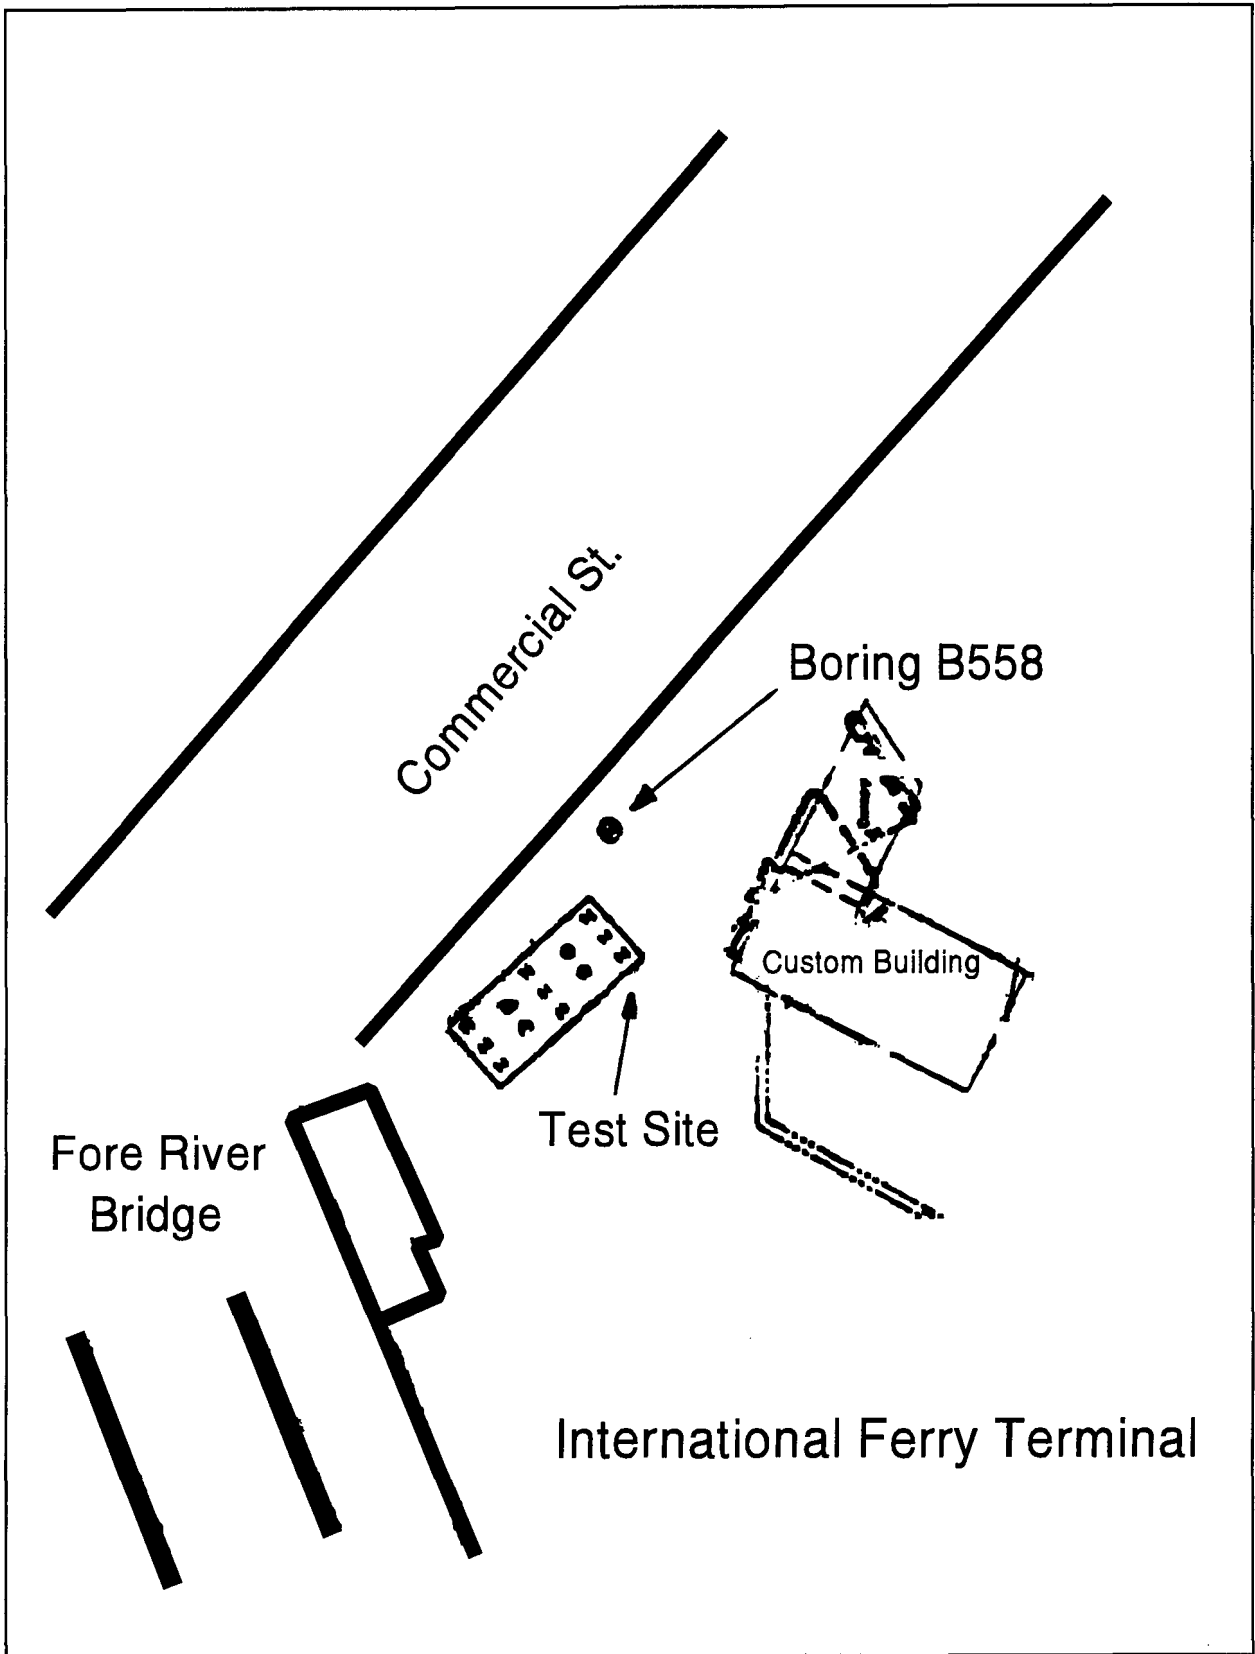 Commercial St.
Boring B558
Custom Building
Test Site
Fore River
Bridge
International Ferry Terminal